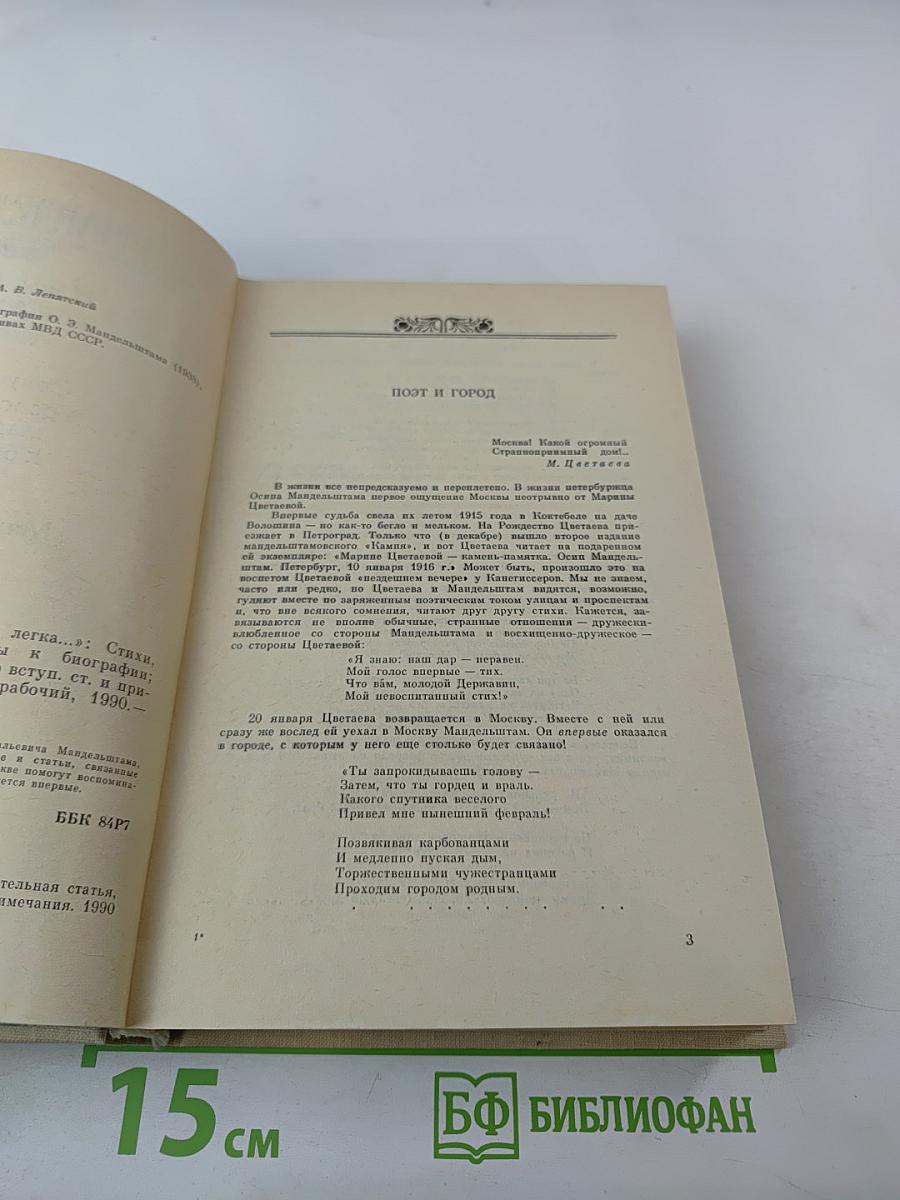 А. В. Лепятский
графия О. Э. Мандельштама (1938).
ивах МВД СССР.
легка...»: Стихи,
ы к биографии;
вступ. ст. и при-
рабочий, 1990.—
ильевича Мандельштама,
е и статьи, связанные
кве помогут воспомина-
ется впервые.
ББК 84Р7
ительная статья,
имечания. 1990
ПОЭТ И ГОРОД
Москва! Какой огромный
Странноприимный дом!..
М. Цветаева
В жизни все непредсказуемо и переплетено. В жизни петербуржца
Осипа Мандельштама первое ощущение Москвы неотрывно от Марины
Цветаевой.
Впервые судьба свела их летом 1915 года в Коктебеле на даче
Волошина — но как-то бегло и мельком. На Рождество Цветаева при-
езжает в Петроград. Только что (в декабре) вышло второе издание
мандельштамовского «Камня», и вот Цветаева читает на подаренном
ей экземпляре: «Марине Цветаевой — камень-памятка. Осип Мандель-
штам. Петербург, 10 января 1916 г.» Может быть, произошло это на
воспетом Цветаевой «нездешнем вечере» у Канегиссеров. Мы не знаем,
часто или редко, но Цветаева и Мандельштам видятся, возможно,
гуляют вместе по заряженным поэтическим током улицам и проспектам
и, что вне всякого сомнения, читают друг другу стихи. Кажется, за-
вязываются не вполне обычные, странные отношения — дружески-
влюбленное со стороны Мандельштама и восхищенно-дружеское —
со стороны Цветаевой:
«Я знаю: наш дар — неравен.
Мой голос впервые — тих.
Что ва́м, молодой Державин,
Мой невоспитанный стих!»
20 января Цветаева возвращается в Москву. Вместе с ней или
сразу же вослед ей уехал в Москву Мандельштам. Он впервые оказался
в городе, с которым у него еще столько будет связано!
«Ты запрокидываешь голову —
Затем, что ты гордец и враль.
Какого спутника веселого
Привел мне нынешний февраль!
Позвякивая карбованцами
И медленно пуская дым,
Торжественными чужестранцами
Проходим городом родным.
. . . . . . . . . . .
1*
3
15 см
БФ БИБЛИОФАН